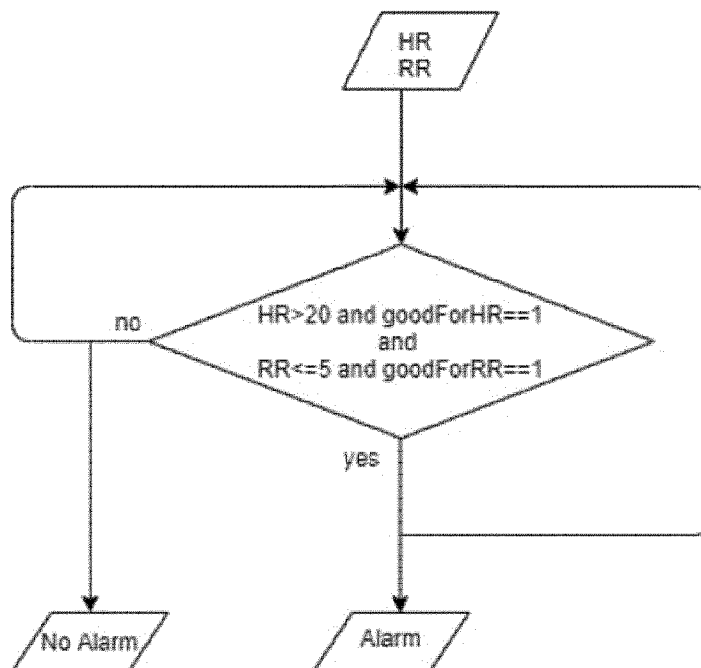 HR
RR
HR>20 and goodForHR==1
and
RR<=5 and goodForRR==1
no
yes
No Alarm
Alarm